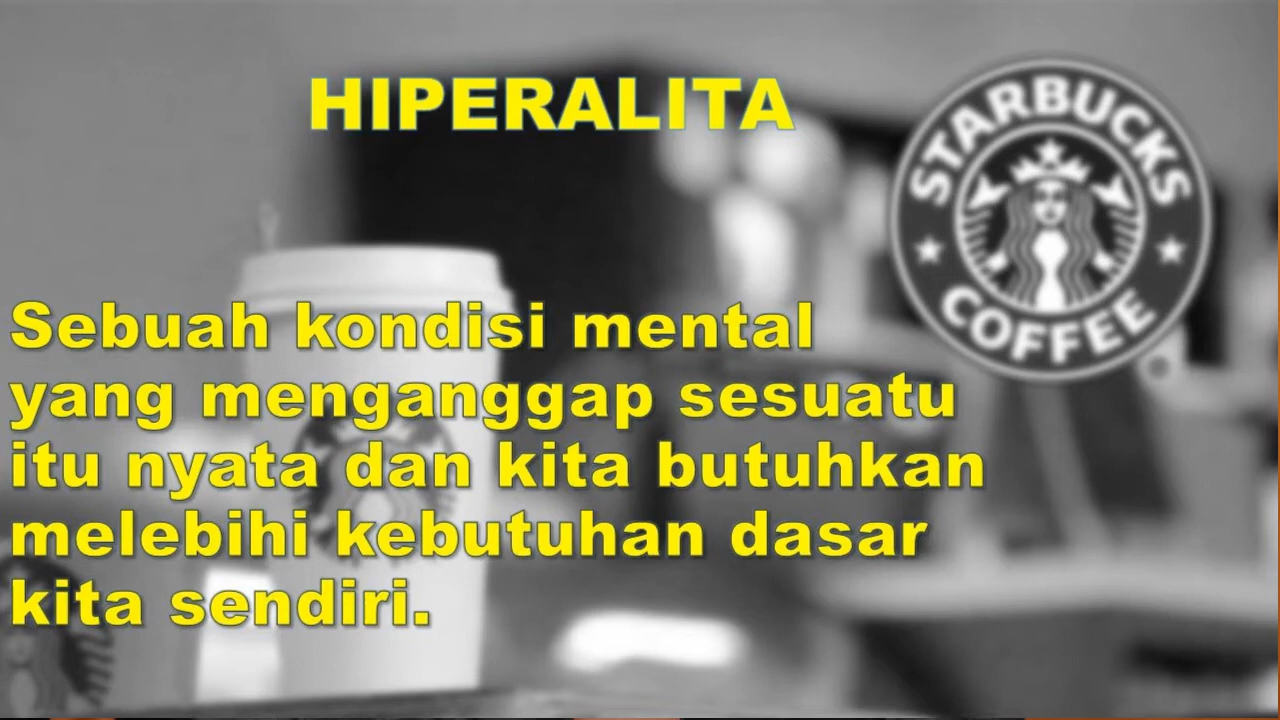 HIPERALITA
STARBUCKS
COFFEE
Sebuah kondisi mental
yang menganggap sesuatu
itu nyata dan kita butuhkan
melebihi kebutuhan dasar
kita sendiri.